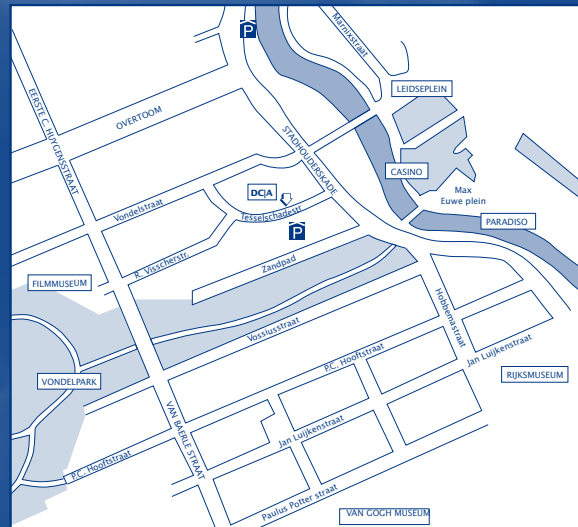 P
Marnixstraat
LEIDSEPLEIN
EERSTE C. HUYGENSSTRAAT
OVERTOOM
STADHOUDERSKADE
CASINO
DC|A
Max
Euwe plein
Vondelstraat
Tesselschadestr.
PARADISO
P
R. Visscherstr.
Zandpad
FILMMUSEUM
Hobbemastraat
Vossiusstraat
Jan Luijkenstraat
P.C. Hooftstraat
RIJKSMUSEUM
VONDELPARK
VAN BAERLE STRAAT
Jan Luijkenstraat
P.C. Hooftstraat
Paulus Potter straat
VAN GOGH MUSEUM